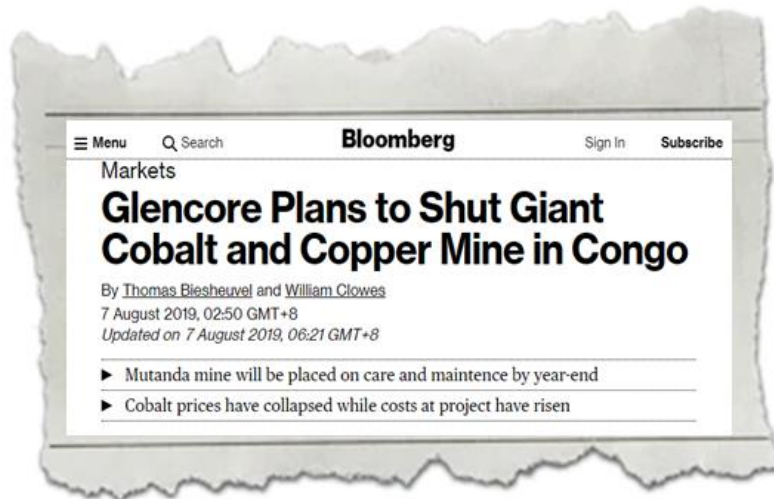 Menu Search Bloomberg Sign In Subscribe
Markets
Glencore Plans to Shut Giant
Cobalt and Copper Mine in Congo
By Thomas Biesheuvel and William Clowes
7 August 2019, 02:50 GMT+8
Updated on 7 August 2019, 06:21 GMT+8
► Mutanda mine will be placed on care and maintence by year-end
► Cobalt prices have collapsed while costs at project have risen